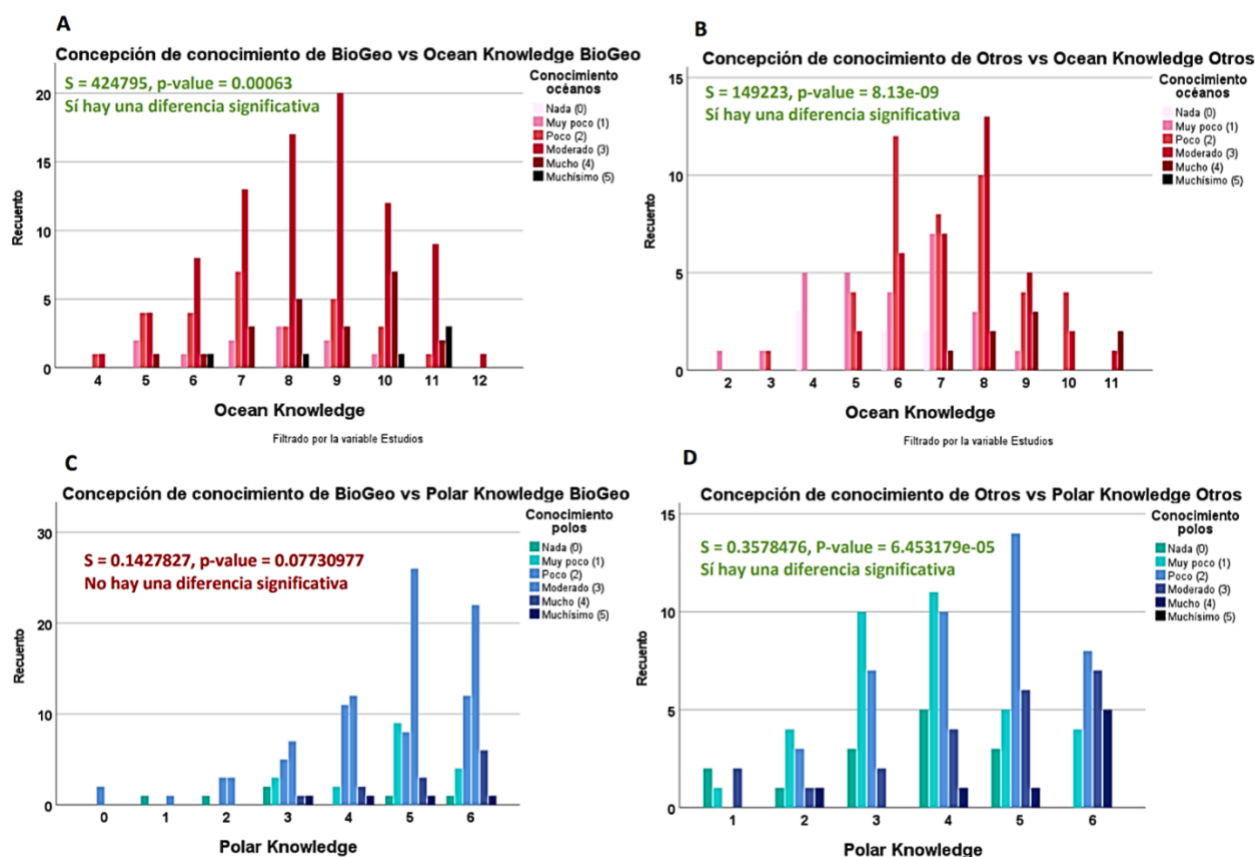 A
Concepción de conocimiento de BioGeo vs Ocean Knowledge BioGeo
S = 424795, p-value = 0.00063
Sí hay una diferencia significativa
Conocimiento
océanos
Nada (0)
Muy poco (1)
Poco (2)
Moderado (3)
Mucho (4)
Muchísimo (5)
Recuento
20
15
10
5
0
4 5 6 7 8 9 10 11 12
Ocean Knowledge
Filtrado por la variable Estudios
B
Concepción de conocimiento de Otros vs Ocean Knowledge Otros
S = 149223, p-value = 8.13e-09
Sí hay una diferencia significativa
Conocimiento
océanos
Nada (0)
Muy poco (1)
Poco (2)
Moderado (3)
Mucho (4)
Muchísimo (5)
Recuento
15
10
5
0
2 3 4 5 6 7 8 9 10 11
Ocean Knowledge
Filtrado por la variable Estudios
C
Concepción de conocimiento de BioGeo vs Polar Knowledge BioGeo
S = 0.1427827, p-value = 0.07730977
No hay una diferencia significativa
Conocimiento
polos
Nada (0)
Muy poco (1)
Poco (2)
Moderado (3)
Mucho (4)
Muchísimo (5)
Recuento
30
20
10
0
0 1 2 3 4 5 6
Polar Knowledge
D
Concepción de conocimiento de Otros vs Polar Knowledge Otros
S = 0.3578476, P-value = 6.453179e-05
Sí hay una diferencia significativa
Conocimiento
polos
Nada (0)
Muy poco (1)
Poco (2)
Moderado (3)
Mucho (4)
Muchísimo (5)
Recuento
15
10
5
0
1 2 3 4 5 6
Polar Knowledge